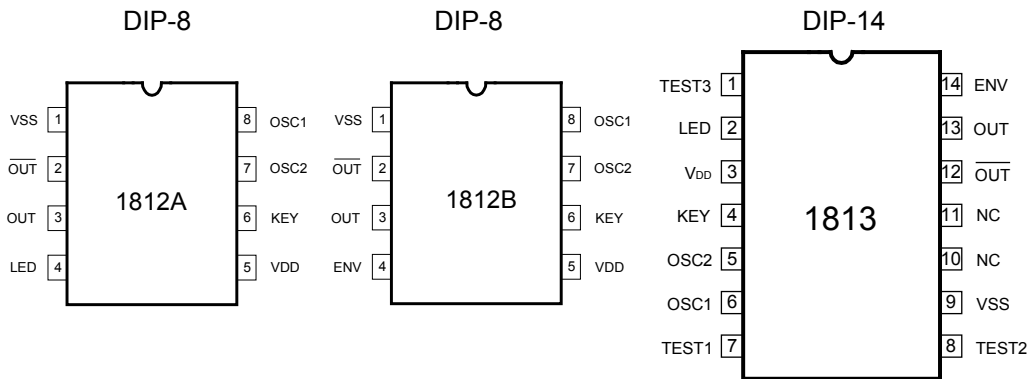 DIP-8
VSS 1
8 OSC1
O̅U̅T̅ 2
7 OSC2
1812A
OUT 3
6 KEY
LED 4
5 VDD
DIP-8
VSS 1
8 OSC1
O̅U̅T̅ 2
7 OSC2
1812B
OUT 3
6 KEY
ENV 4
5 VDD
DIP-14
TEST3 1
14 ENV
LED 2
13 OUT
VDD 3
12 O̅U̅T̅
KEY 4
11 NC
1813
OSC2 5
10 NC
OSC1 6
9 VSS
TEST1 7
8 TEST2